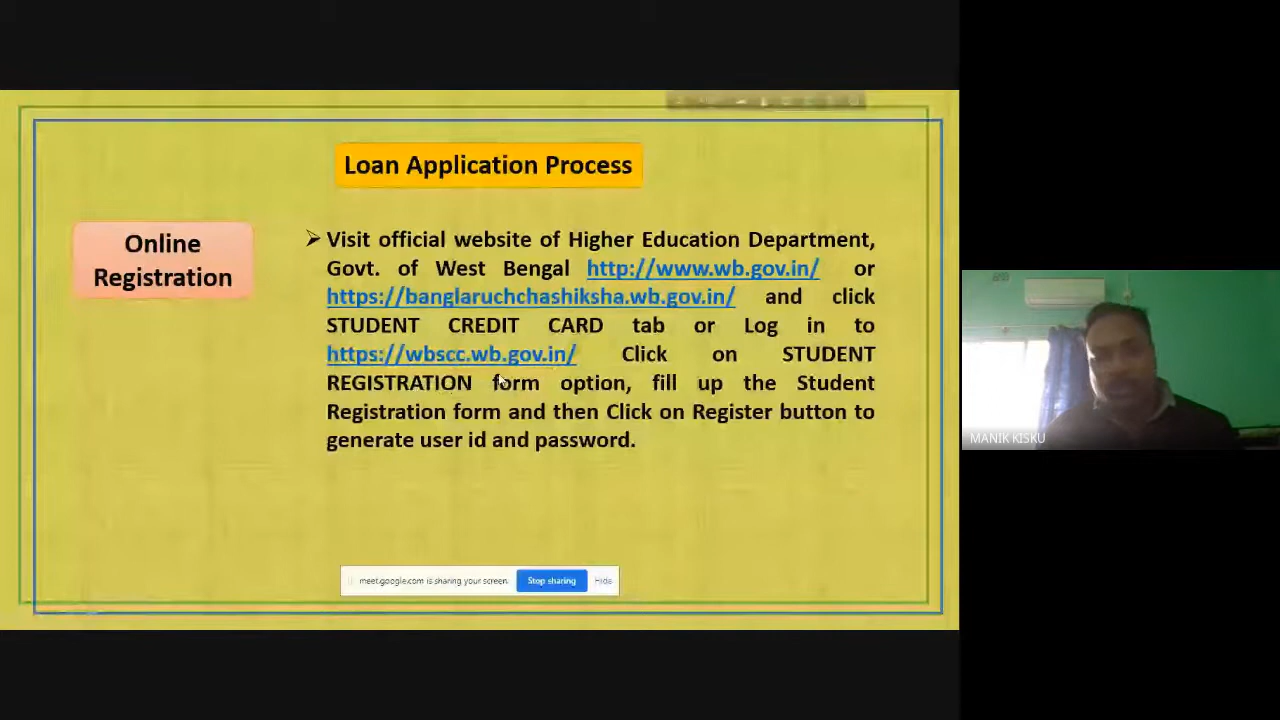 Loan Application Process
Online
Registration
➢ Visit official website of Higher Education Department,
Govt. of West Bengal http://www.wb.gov.in/ or
https://banglaruchchashiksha.wb.gov.in/ and click
STUDENT CREDIT CARD tab or Log in to
https://wbscc.wb.gov.in/ Click on STUDENT
REGISTRATION form option, fill up the Student
Registration form and then Click on Register button to
generate user id and password.
meet.google.com is sharing your screen. Stop sharing Hide
MANIK KISKU